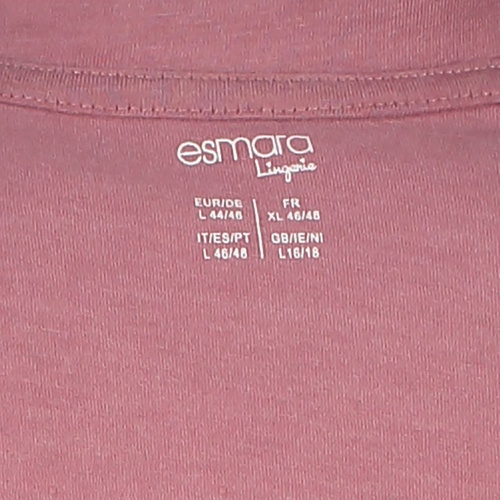 esmara
Lingerie
EUR/DE
L 44/46
FR
XL 46/48
IT/ES/PT
L 46/48
GB/IE/NI
L16/18